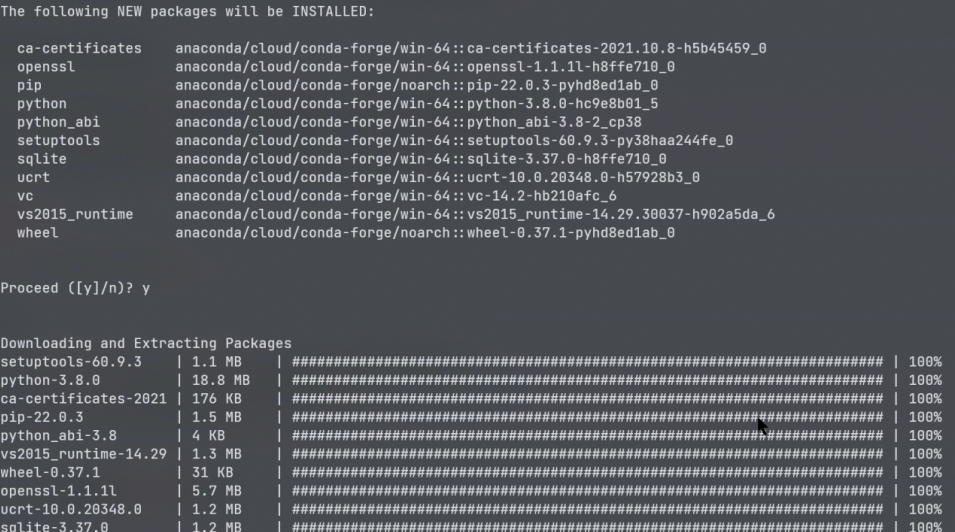 The following NEW packages will be INSTALLED:
ca-certificates anaconda/cloud/conda-forge/win-64::ca-certificates-2021.10.8-h5b45459_0
openssl anaconda/cloud/conda-forge/win-64::openssl-1.1.1l-h8ffe710_0
pip anaconda/cloud/conda-forge/noarch::pip-22.0.3-pyhd8ed1ab_0
python anaconda/cloud/conda-forge/win-64::python-3.8.0-hc9e8b01_5
python_abi anaconda/cloud/conda-forge/win-64::python_abi-3.8-2_cp38
setuptools anaconda/cloud/conda-forge/win-64::setuptools-60.9.3-py38haa244fe_0
sqlite anaconda/cloud/conda-forge/win-64::sqlite-3.37.0-h8ffe710_0
ucrt anaconda/cloud/conda-forge/win-64::ucrt-10.0.20348.0-h57928b3_0
vc anaconda/cloud/conda-forge/win-64::vc-14.2-hb210afc_6
vs2015_runtime anaconda/cloud/conda-forge/win-64::vs2015_runtime-14.29.30037-h902a5da_6
wheel anaconda/cloud/conda-forge/noarch::wheel-0.37.1-pyhd8ed1ab_0
Proceed ([y]/n)? y
Downloading and Extracting Packages
setuptools-60.9.3 | 1.1 MB | ####################################################################### | 100%
python-3.8.0 | 18.8 MB | ####################################################################### | 100%
ca-certificates-2021 | 176 KB | ####################################################################### | 100%
pip-22.0.3 | 1.5 MB | ####################################################################### | 100%
python_abi-3.8 | 4 KB | ####################################################################### | 100%
vs2015_runtime-14.29 | 1.3 MB | ####################################################################### | 100%
wheel-0.37.1 | 31 KB | ####################################################################### | 100%
openssl-1.1.1l | 5.7 MB | ####################################################################### | 100%
ucrt-10.0.20348.0 | 1.2 MB | ####################################################################### | 100%
sqlite-3.37.0 | 1.2 MB | ####################################################################### | 100%